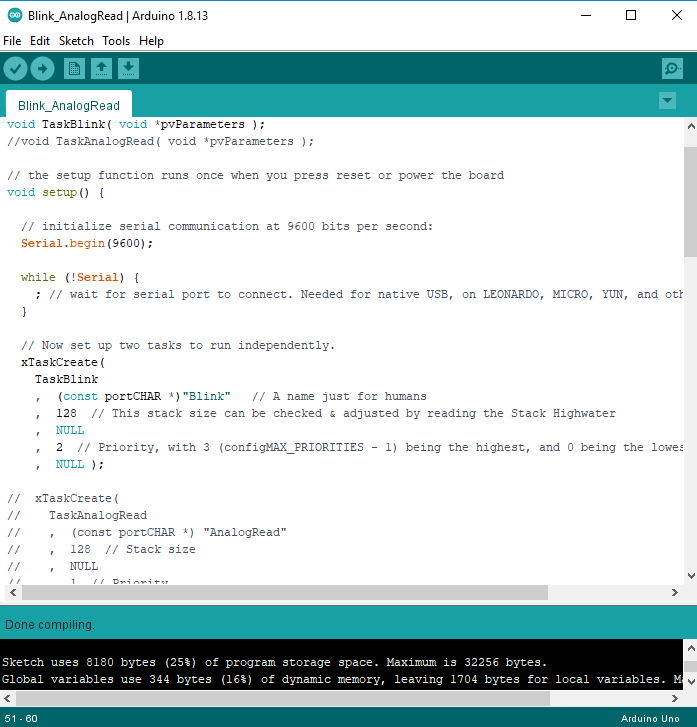 Blink_AnalogRead | Arduino 1.8.13
File Edit Sketch Tools Help
Blink_AnalogRead
void TaskBlink( void *pvParameters );
//void TaskAnalogRead( void *pvParameters );
// the setup function runs once when you press reset or power the board
void setup() {
// initialize serial communication at 9600 bits per second:
Serial.begin(9600);
while (!Serial) {
; // wait for serial port to connect. Needed for native USB, on LEONARDO, MICRO, YUN, and oth
}
// Now set up two tasks to run independently.
xTaskCreate(
TaskBlink
, (const portCHAR *)"Blink" // A name just for humans
, 128 // This stack size can be checked & adjusted by reading the Stack Highwater
, NULL
, 2 // Priority, with 3 (configMAX_PRIORITIES - 1) being the highest, and 0 being the lowes
, NULL );
// xTaskCreate(
// TaskAnalogRead
// , (const portCHAR *) "AnalogRead"
// , 128 // Stack size
// , NULL
// , 1 // Priority
Done compiling.
Sketch uses 8180 bytes (25%) of program storage space. Maximum is 32256 bytes.
Global variables use 344 bytes (16%) of dynamic memory, leaving 1704 bytes for local variables. Ma
51 - 60
Arduino Uno